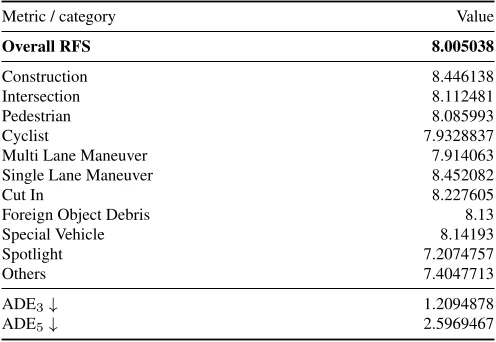 Metric / category Value
Overall RFS 8.005038
Construction 8.446138
Intersection 8.112481
Pedestrian 8.085993
Cyclist 7.9328837
Multi Lane Maneuver 7.914063
Single Lane Maneuver 8.452082
Cut In 8.227605
Foreign Object Debris 8.13
Special Vehicle 8.14193
Spotlight 7.2074757
Others 7.4047713
ADE₃ ↓ 1.2094878
ADE₅ ↓ 2.5969467